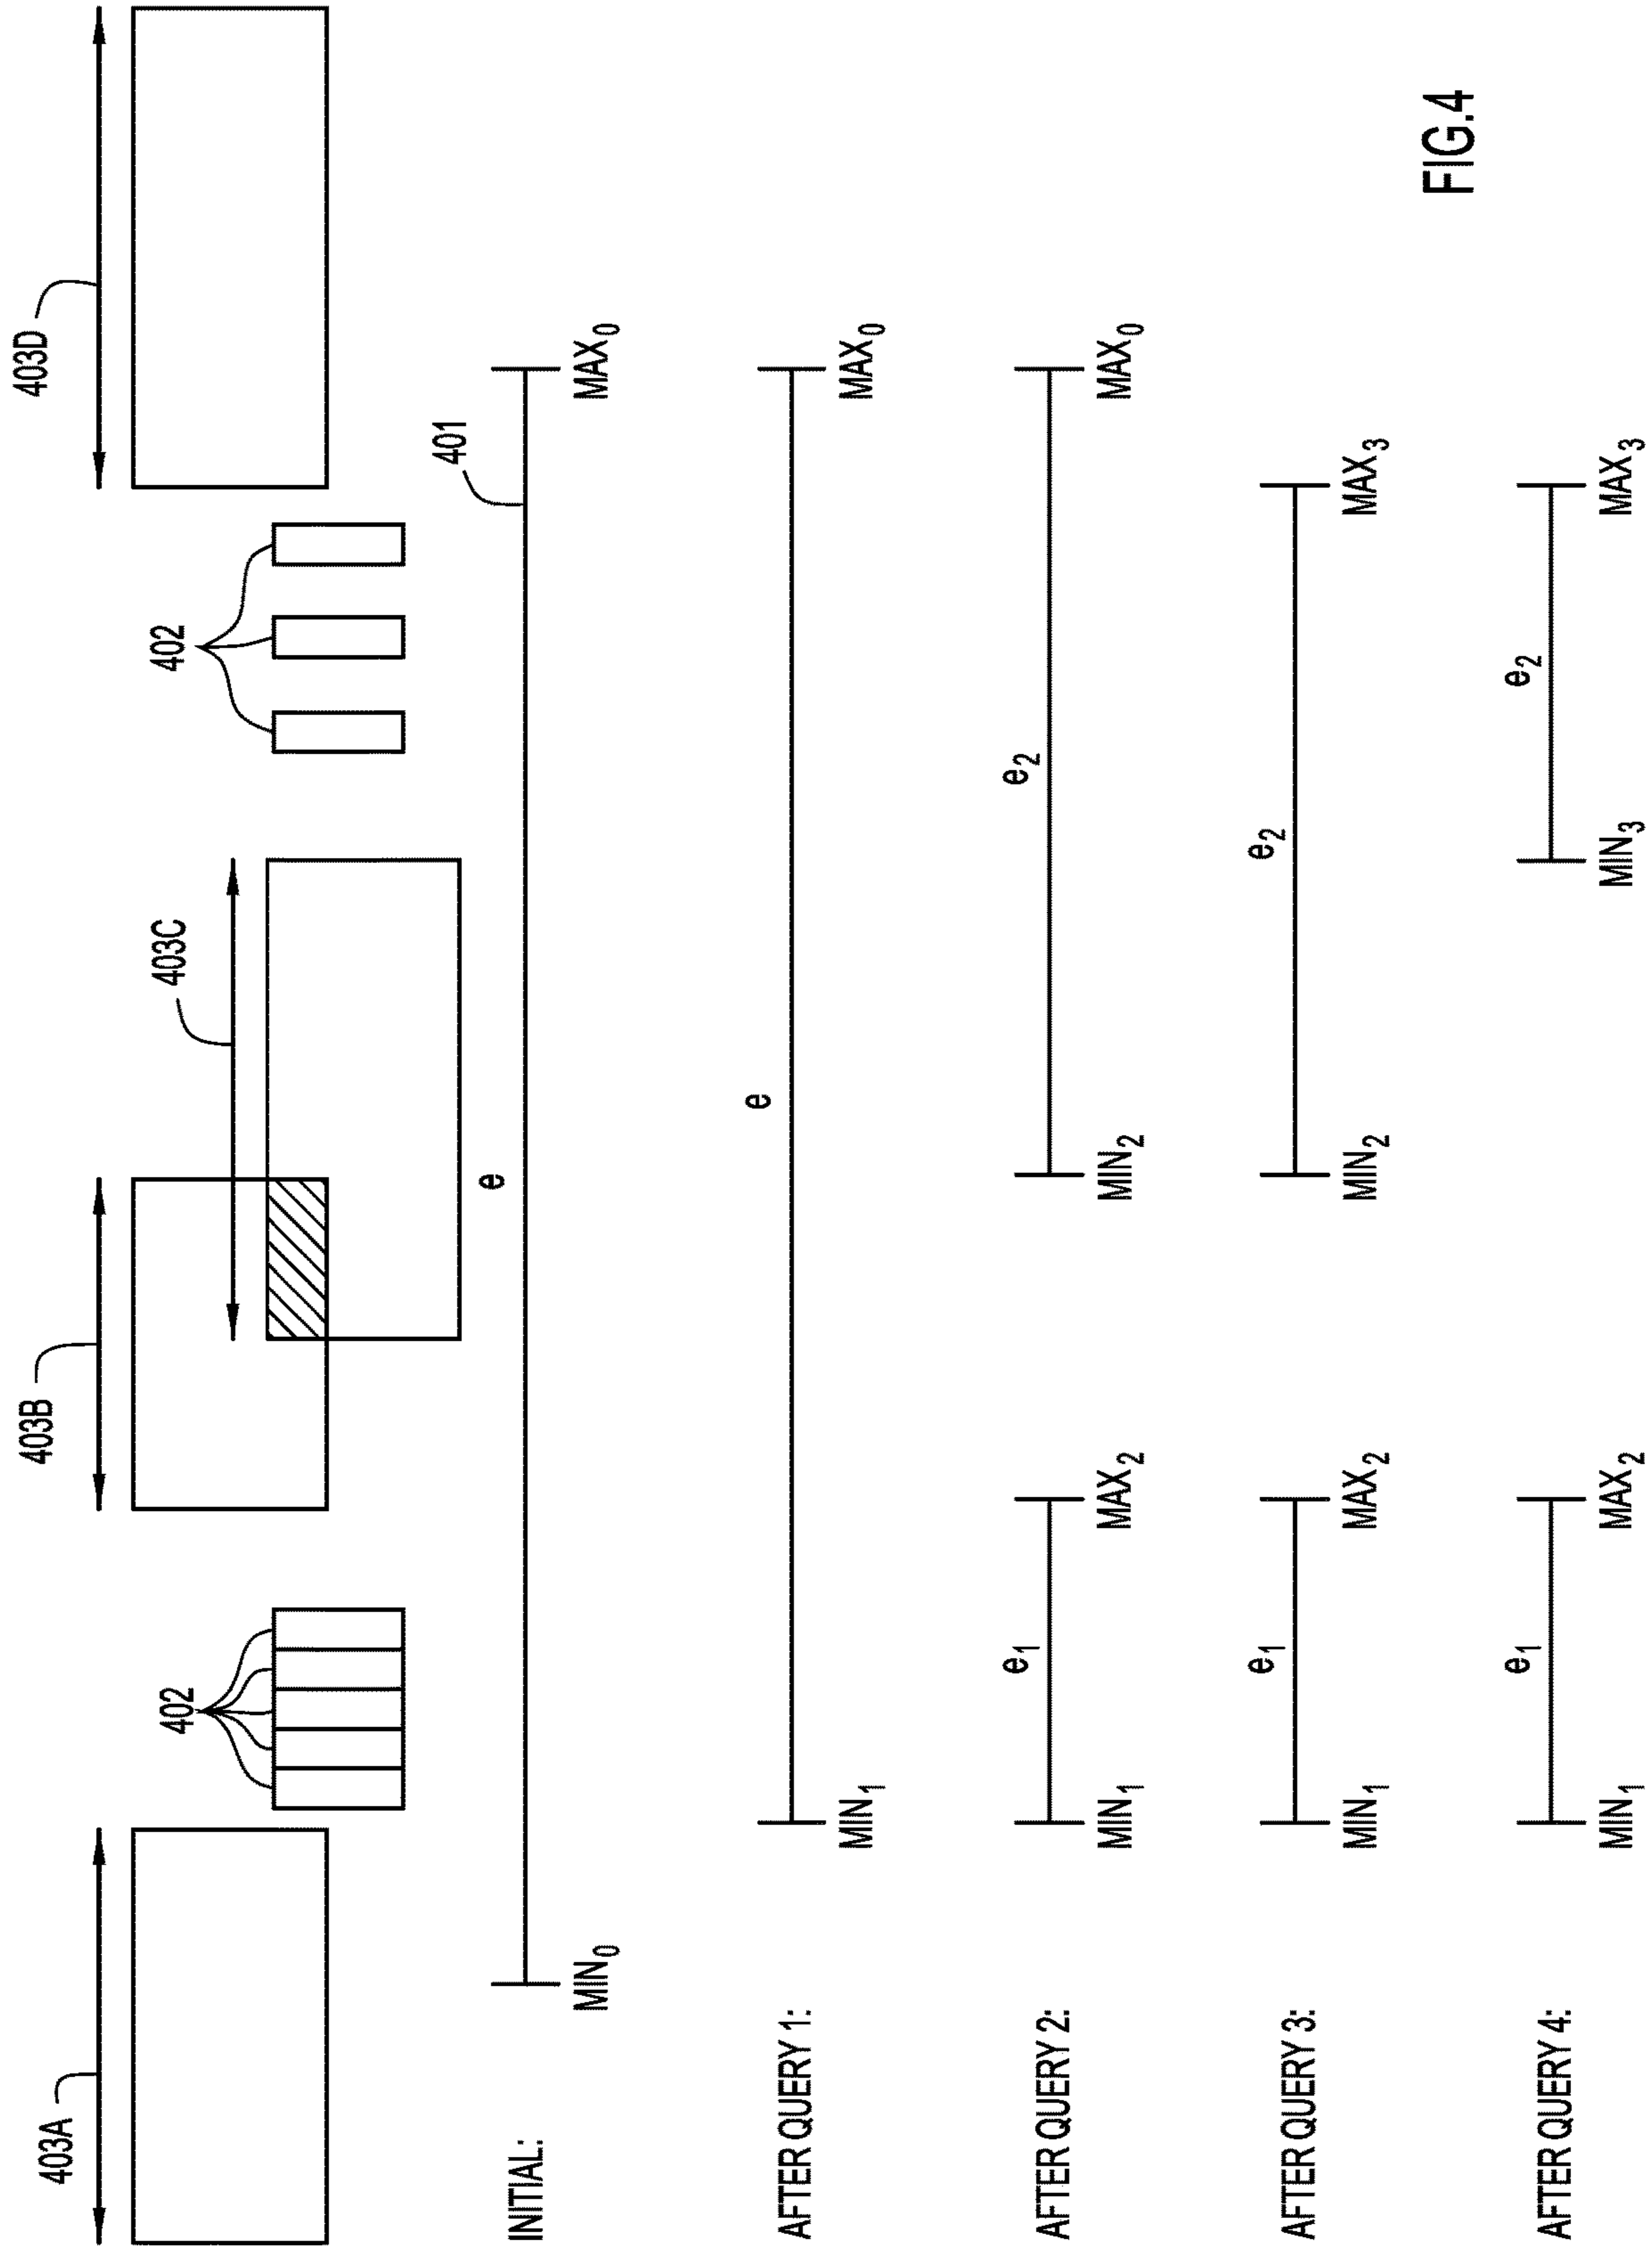 403A
403B
403C
403D
402
402
401
INITIAL:
e
MIN₀
MAX₀
AFTER QUERY 1:
e
MIN₁
MAX₀
AFTER QUERY 2:
e₁
e₂
MIN₁
MAX₂
MIN₂
MAX₀
AFTER QUERY 3:
e₁
e₂
MIN₁
MAX₂
MIN₂
MAX₃
AFTER QUERY 4:
e₁
e₂
MIN₁
MAX₂
MIN₃
MAX₃
FIG.4